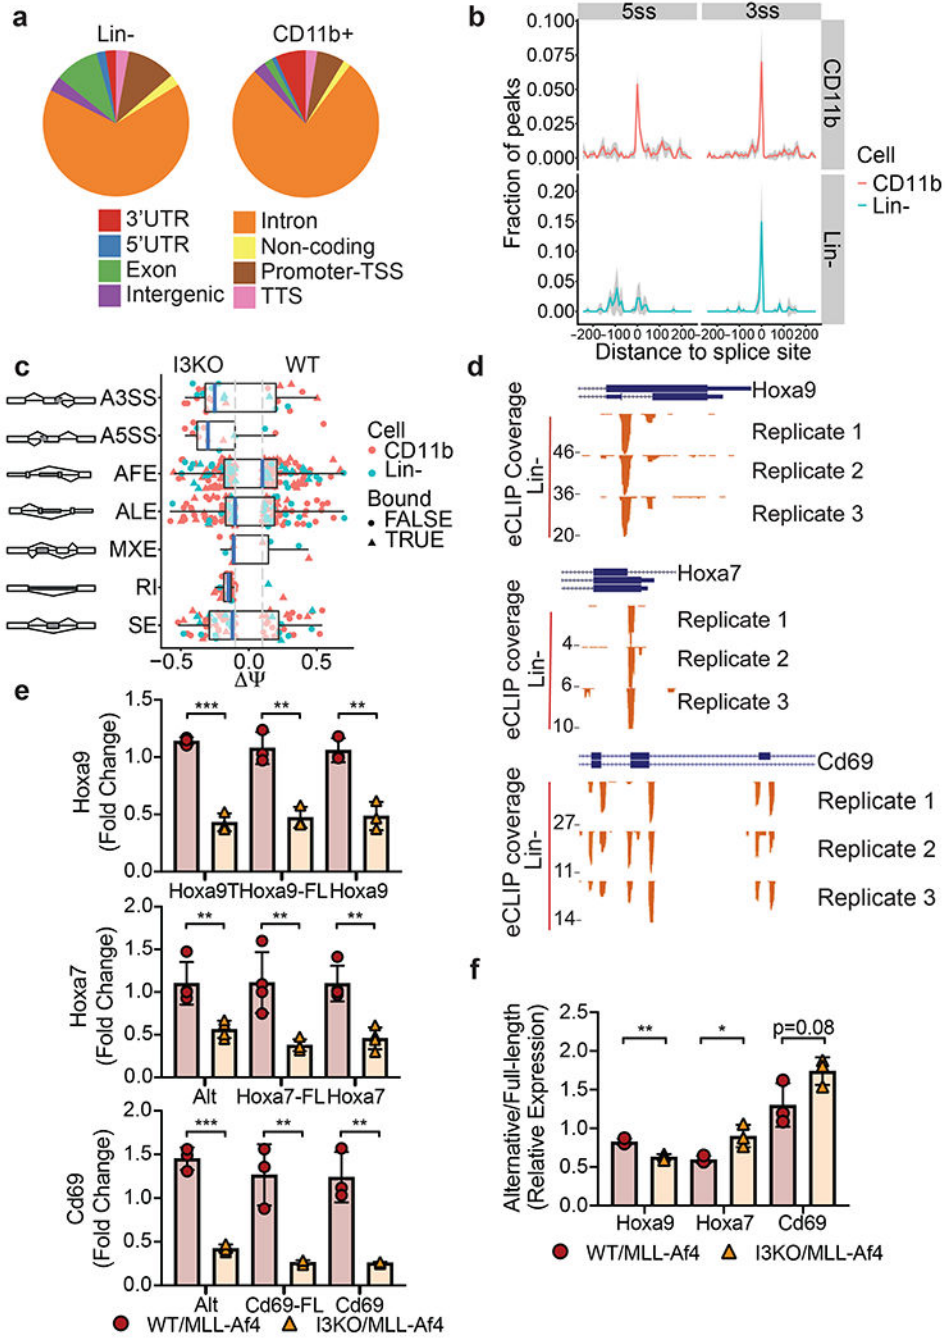 a
Lin-
CD11b+
3'UTR
5'UTR
Exon
Intergenic
Intron
Non-coding
Promoter-TSS
TTS
b
5ss
3ss
Fraction of peaks
0.100
0.075
0.050
0.025
0.000
CD11b
0.20
0.15
0.10
0.05
0.00
Lin-
-200 -100 0 100 200
-200 -100 0 100 200
Distance to splice site
Cell
CD11b
Lin-
c
I3KO
WT
A3SS
A5SS
AFE
ALE
MXE
RI
SE
-0.5
0.0
0.5
ΔΨ
Cell
CD11b
Lin-
Bound
FALSE
TRUE
d
Hoxa9
eCLIP Coverage
Lin-
Replicate 1
46-
Replicate 2
36-
Replicate 3
20-
Hoxa7
eCLIP coverage
Lin-
Replicate 1
4-
Replicate 2
6-
Replicate 3
10-
Cd69
eCLIP coverage
Lin-
Replicate 1
27-
Replicate 2
11-
Replicate 3
14-
e
Hoxa9
(Fold Change)
1.5
1.0
0.5
0.0
***
**
**
Hoxa9T Hoxa9-FL Hoxa9
Hoxa7
(Fold Change)
2.0
1.5
1.0
0.5
0.0
**
**
**
Alt Hoxa7-FL Hoxa7
Cd69
(Fold Change)
2.0
1.5
1.0
0.5
0.0
***
**
**
Alt Cd69-FL Cd69
WT/MLL-Af4
I3KO/MLL-Af4
f
Alternative/Full-length
(Relative Expression)
2.5
2.0
1.5
1.0
0.5
0.0
**
*
p=0.08
Hoxa9 Hoxa7 Cd69
WT/MLL-Af4
I3KO/MLL-Af4